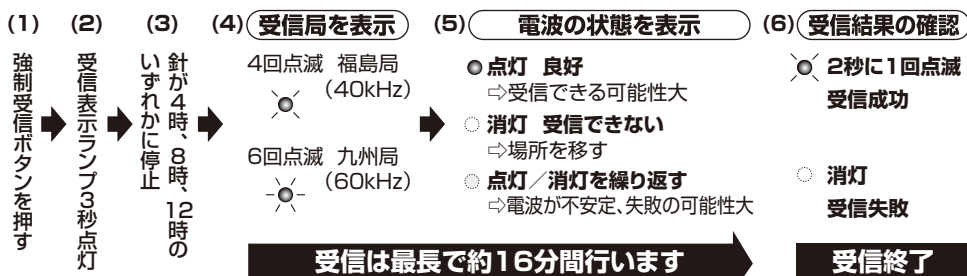 (1)
強制受信ボタンを押す
(2)
受信表示ランプ3秒点灯
(3)
針が4時、8時、12時の
いずれかに停止
(4) 受信局を表示
4回点滅 福島局
(40kHz)
6回点滅 九州局
(60kHz)
(5) 電波の状態を表示
点灯 良好
⇨受信できる可能性大
消灯 受信できない
⇨場所を移す
点灯／消灯を繰り返す
⇨電波が不安定、失敗の可能性大
(6) 受信結果の確認
2秒に1回点滅
受信成功
消灯
受信失敗
受信は最長で約16分間行います
受信終了